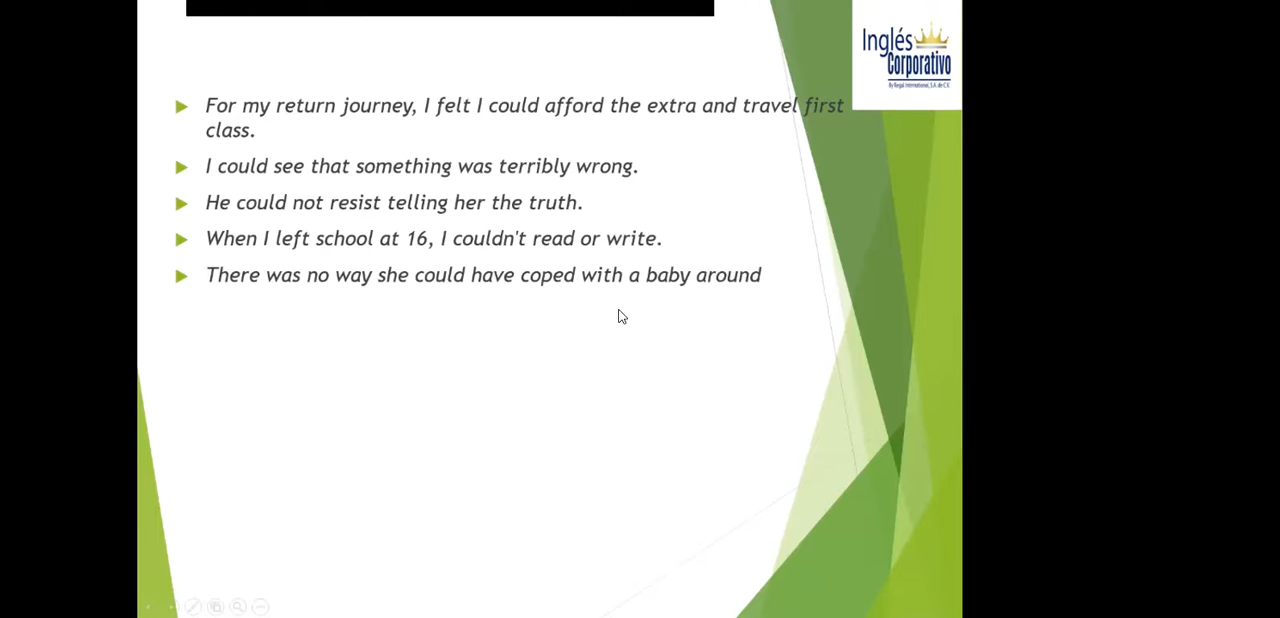 Inglés
Corporativo
By Regal International, S.A. de C.V.
For my return journey, I felt I could afford the extra and travel first
class.
I could see that something was terribly wrong.
He could not resist telling her the truth.
When I left school at 16, I couldn't read or write.
There was no way she could have coped with a baby around